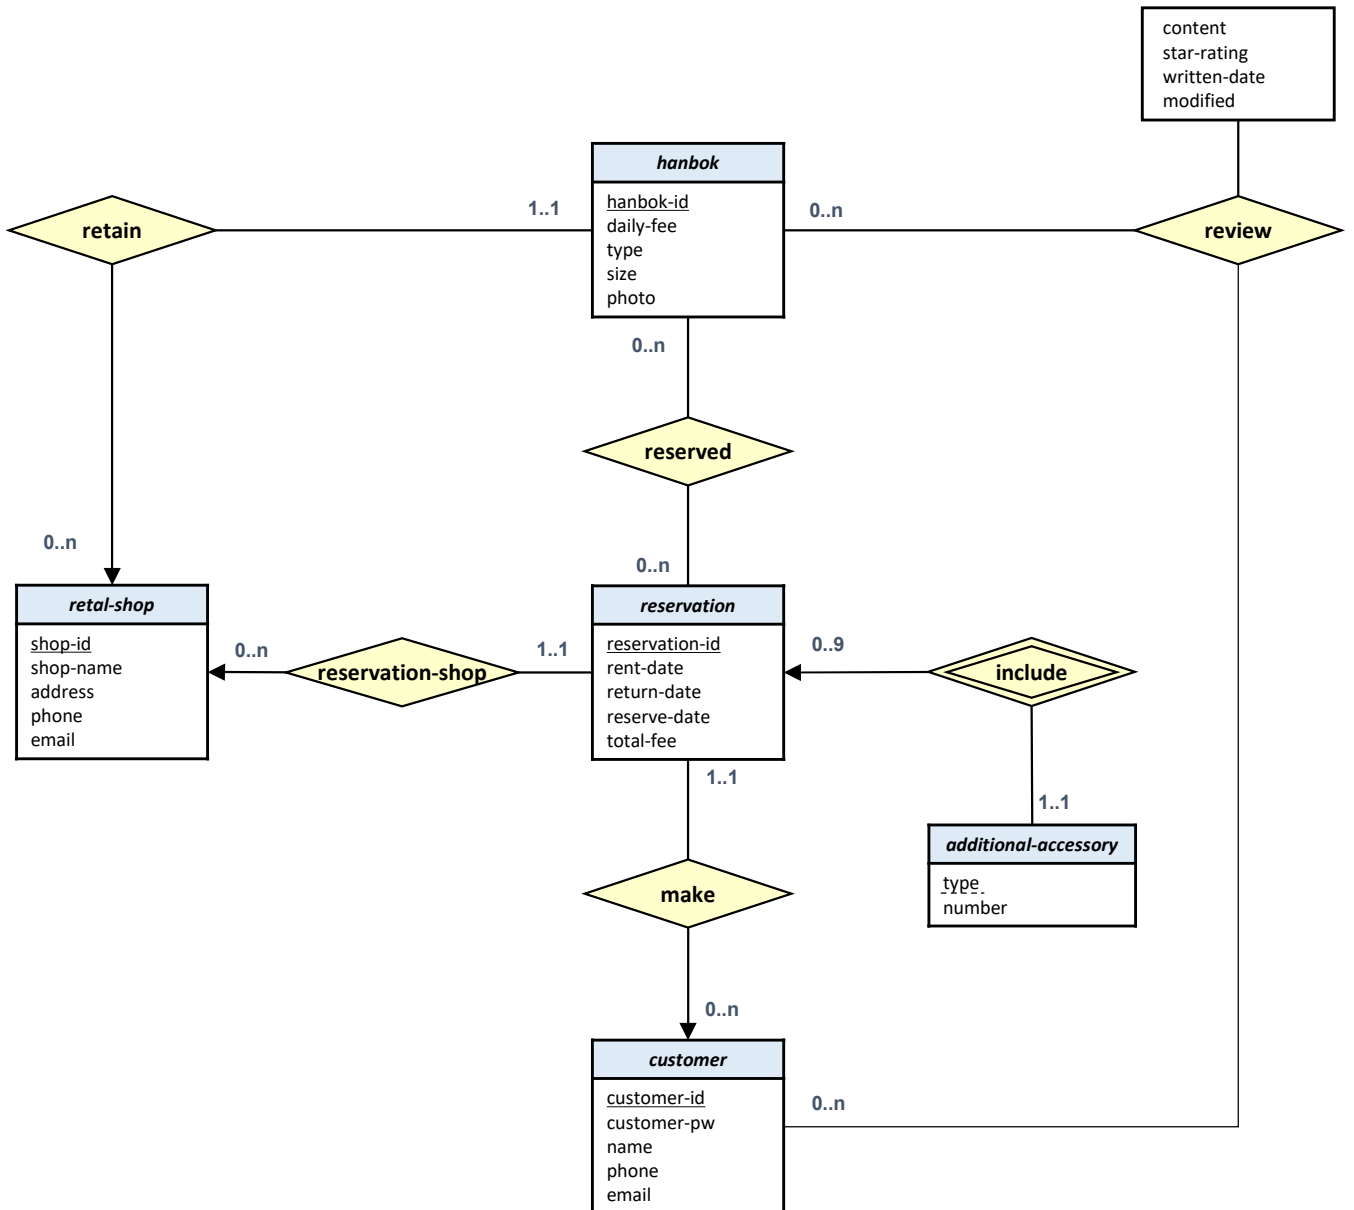 content
star-rating
written-date
modified
hanbok
hanbok-id
daily-fee
type
size
photo
1..1
0..n
retain
review
0..n
reserved
0..n
0..n
retal-shop
shop-id
shop-name
address
phone
email
0..n
reservation-shop
1..1
reservation
reservation-id
rent-date
return-date
reserve-date
total-fee
0..9
include
1..1
1..1
additional-accessory
type
number
make
0..n
customer
customer-id
customer-pw
name
phone
email
0..n